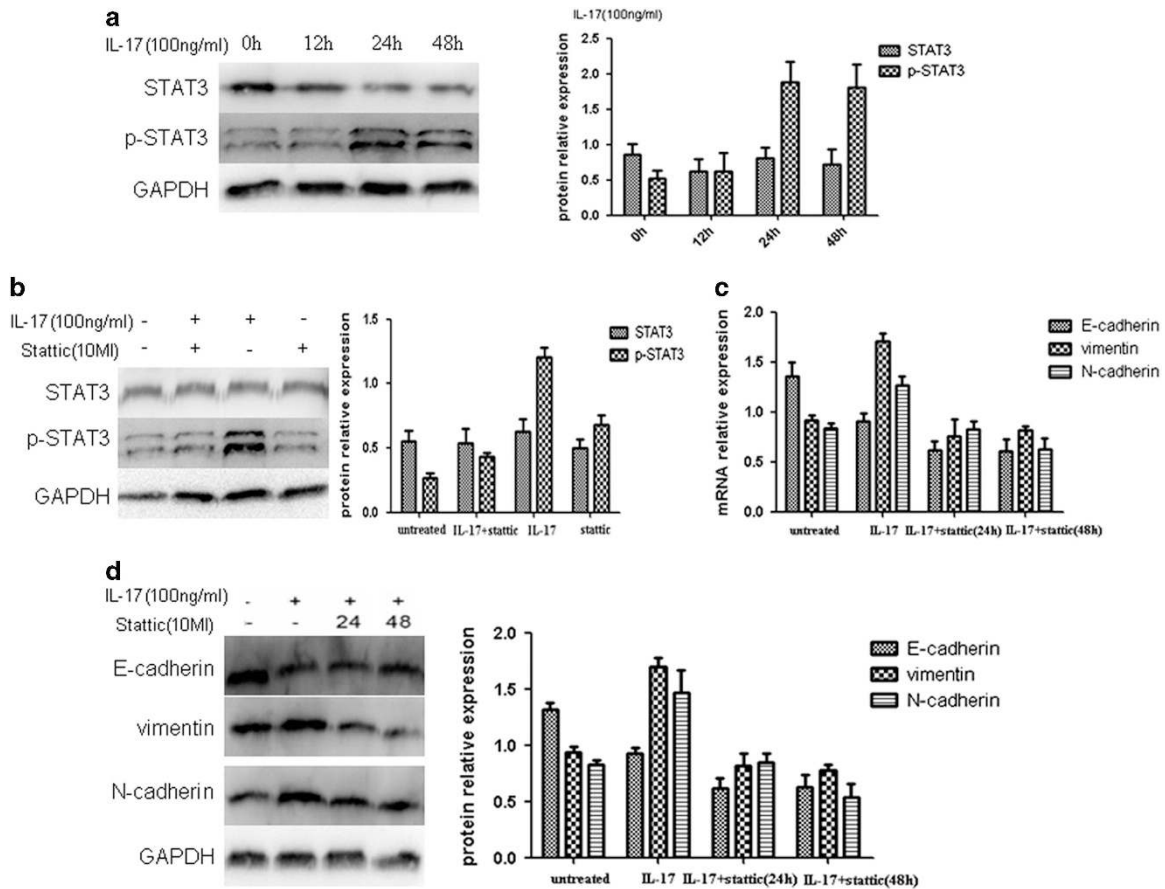 a
IL-17(100ng/ml) 0h 12h 24h 48h
STAT3
p-STAT3
GAPDH
IL-17(100ng/ml)
protein relative expression
2.5
2.0
1.5
1.0
0.5
0.0
0h 12h 24h 48h
STAT3
p-STAT3
b
IL-17(100ng/ml) - + + -
Stattic(10Ml) - + - +
STAT3
p-STAT3
GAPDH
protein relative expression
1.5
1.0
0.5
0.0
untreated IL-17+stattic IL-17 stattic
STAT3
p-STAT3
c
mRNA relative expression
2.0
1.5
1.0
0.5
0.0
untreated IL-17 IL-17+stattic(24h) IL-17+stattic(48h)
E-cadherin
vimentin
N-cadherin
d
IL-17(100ng/ml) - + + +
Stattic(10Ml) - - 24 48
E-cadherin
vimentin
N-cadherin
GAPDH
protein relative expression
2.0
1.5
1.0
0.5
0.0
untreated IL-17 IL-17+stattic(24h) IL-17+stattic(48h)
E-cadherin
vimentin
N-cadherin